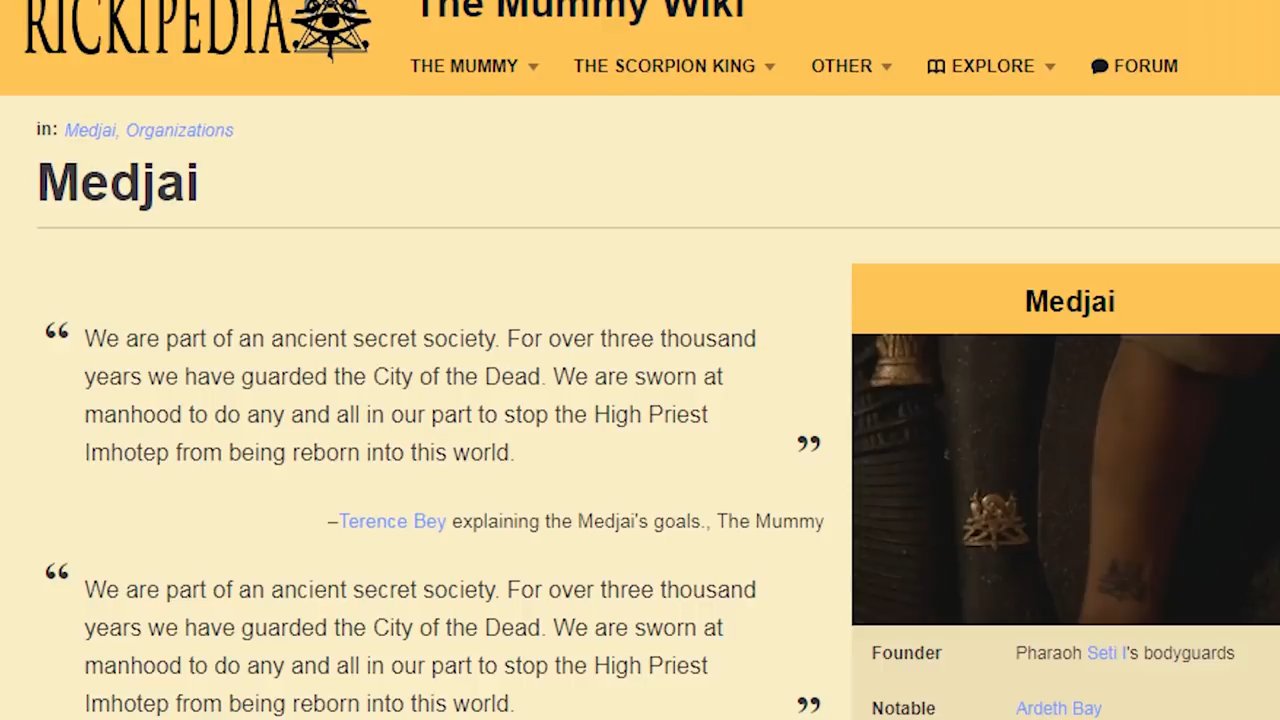 RICKIPEDIA
The Mummy Wiki
THE MUMMY THE SCORPION KING OTHER EXPLORE FORUM
in: Medjai, Organizations
Medjai
Medjai
“ We are part of an ancient secret society. For over three thousand
years we have guarded the City of the Dead. We are sworn at
manhood to do any and all in our part to stop the High Priest
Imhotep from being reborn into this world. ”
–Terence Bey explaining the Medjai's goals., The Mummy
“ We are part of an ancient secret society. For over three thousand
years we have guarded the City of the Dead. We are sworn at
manhood to do any and all in our part to stop the High Priest
Imhotep from being reborn into this world. ”
Founder Pharaoh Seti I's bodyguards
Notable Ardeth Bay